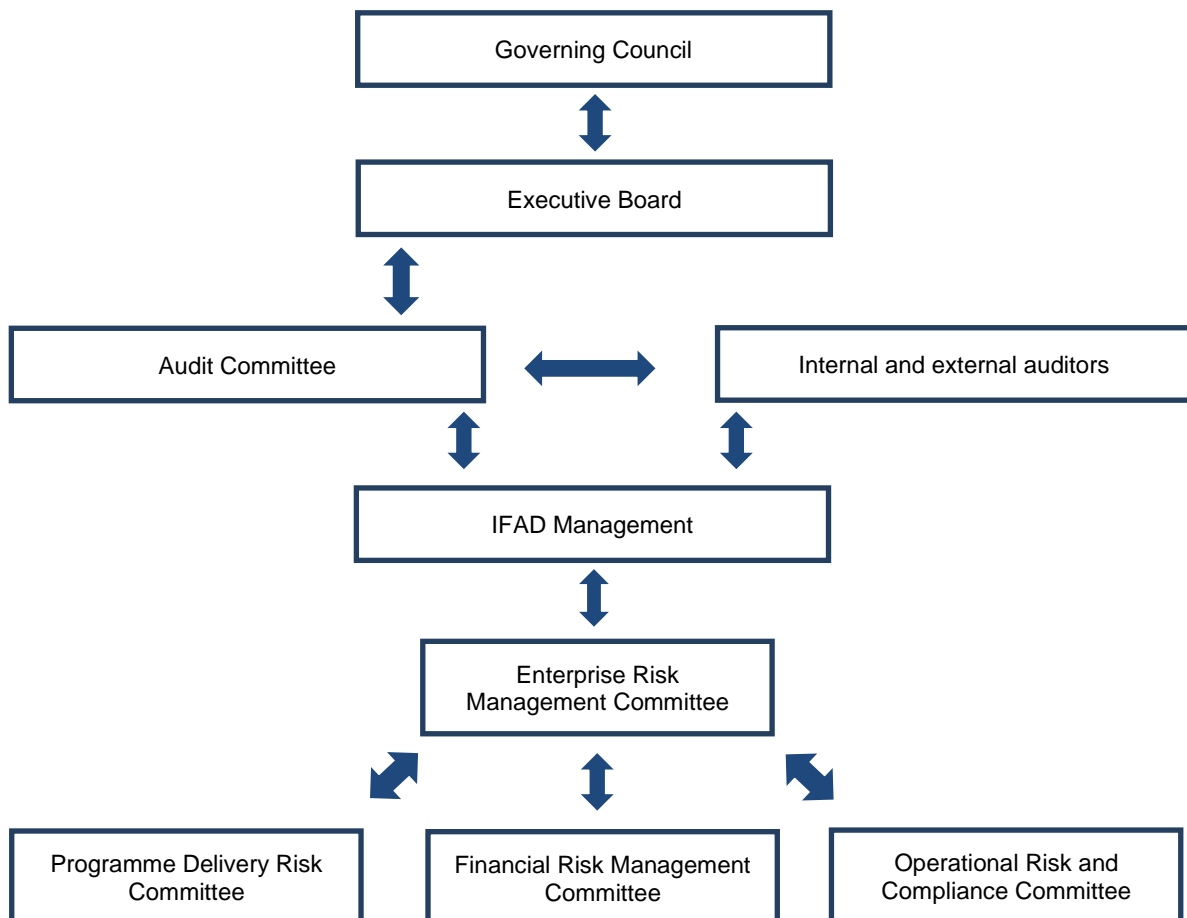 Governing Council
Executive Board
Audit Committee
Internal and external auditors
IFAD Management
Enterprise Risk
Management Committee
Programme Delivery Risk
Committee
Financial Risk Management
Committee
Operational Risk and
Compliance Committee